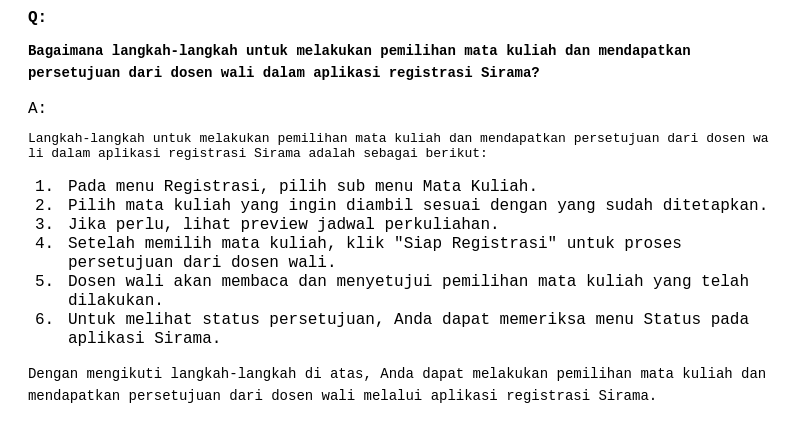 Q:
Bagaimana langkah-langkah untuk melakukan pemilihan mata kuliah dan mendapatkan
persetujuan dari dosen wali dalam aplikasi registrasi Sirama?
A:
Langkah-langkah untuk melakukan pemilihan mata kuliah dan mendapatkan persetujuan dari dosen wa
li dalam aplikasi registrasi Sirama adalah sebagai berikut:
1. Pada menu Registrasi, pilih sub menu Mata Kuliah.
2. Pilih mata kuliah yang ingin diambil sesuai dengan yang sudah ditetapkan.
3. Jika perlu, lihat preview jadwal perkuliahan.
4. Setelah memilih mata kuliah, klik "Siap Registrasi" untuk proses
persetujuan dari dosen wali.
5. Dosen wali akan membaca dan menyetujui pemilihan mata kuliah yang telah
dilakukan.
6. Untuk melihat status persetujuan, Anda dapat memeriksa menu Status pada
aplikasi Sirama.
Dengan mengikuti langkah-langkah di atas, Anda dapat melakukan pemilihan mata kuliah dan
mendapatkan persetujuan dari dosen wali melalui aplikasi registrasi Sirama.